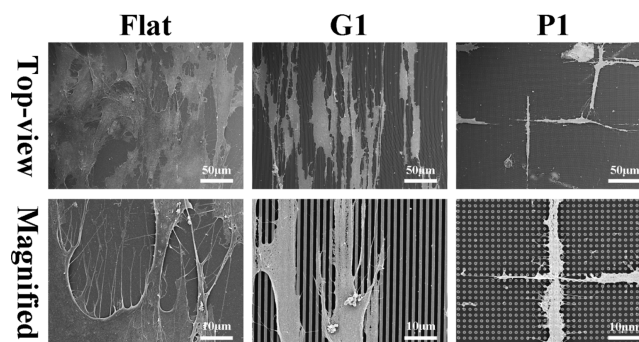 Flat G1 P1
Top-view
50μm 50μm 50μm
Magnified
10μm 10μm 10μm